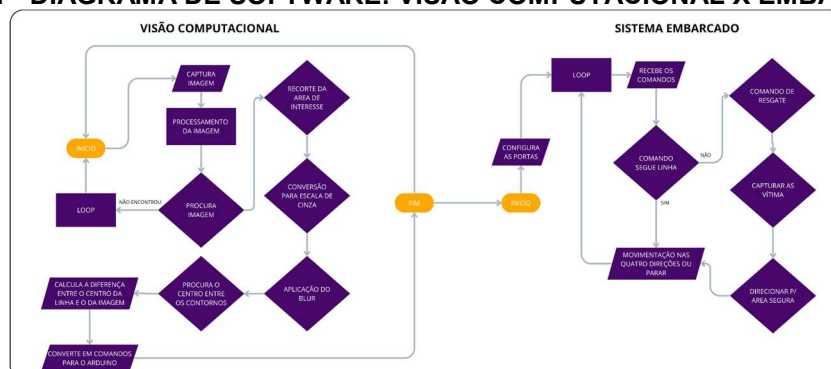 DIAGRAMA DE SOFTWARE: VISÃO COMPUTACIONAL X
VISÃO COMPUTACIONAL
SISTEMA EMBARCADO
CAPTURA
IMAGEM
PROCESSAMENTO
DA IMAGEM
INICIO
LOOP
NÃO ENCONTROU
PROCURA
IMAGEM
RECORTE DA
AREA DE
INTERESSE
CONVERSÃO
PARA ESCALA DE
CINZA
APLICAÇÃO DO
BLUR
PROCURA O
CENTRO ENTRE
OS CONTORNOS
CALCULA A DIFERENÇA
ENTRE O CENTRO DA
LINHA E O DA IMAGEM
CONVERTE EM COMANDOS
PARA O ARDUINO
FIM
INICIO
CONFIGURA
AS PORTAS
LOOP
RECEBE OS
COMANDOS
COMANDO
SEGUE LINHA
NÃO
SIM
COMANDO DE
RESGATE
CAPTURAR AS
VÍTIMA
DIRECIONAR P/
AREA SEGURA
MOVIMENTAÇÃO NAS
QUATRO DIREÇÕES OU
PARAR